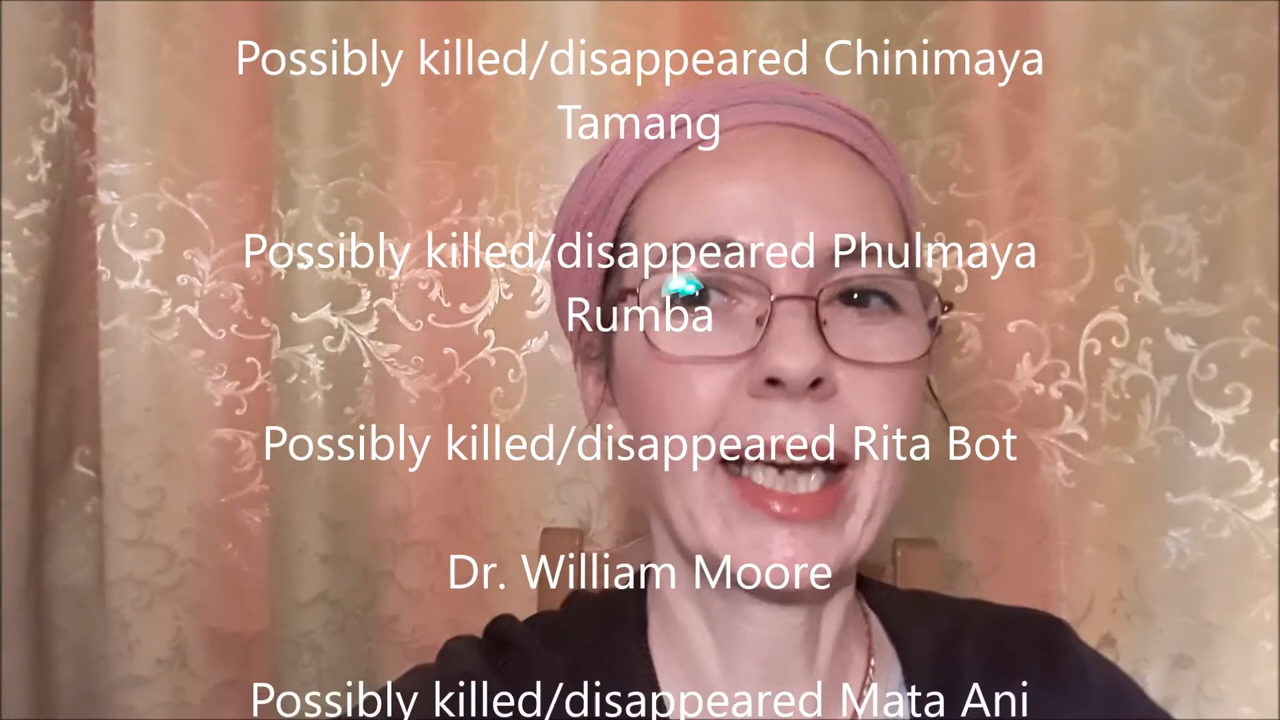 Possibly killed/disappeared Chinimaya
Tamang
Possibly killed/disappeared Phulmaya
Rumba
Possibly killed/disappeared Rita Bot
Dr. William Moore
Possibly killed/disappeared Mata Ani